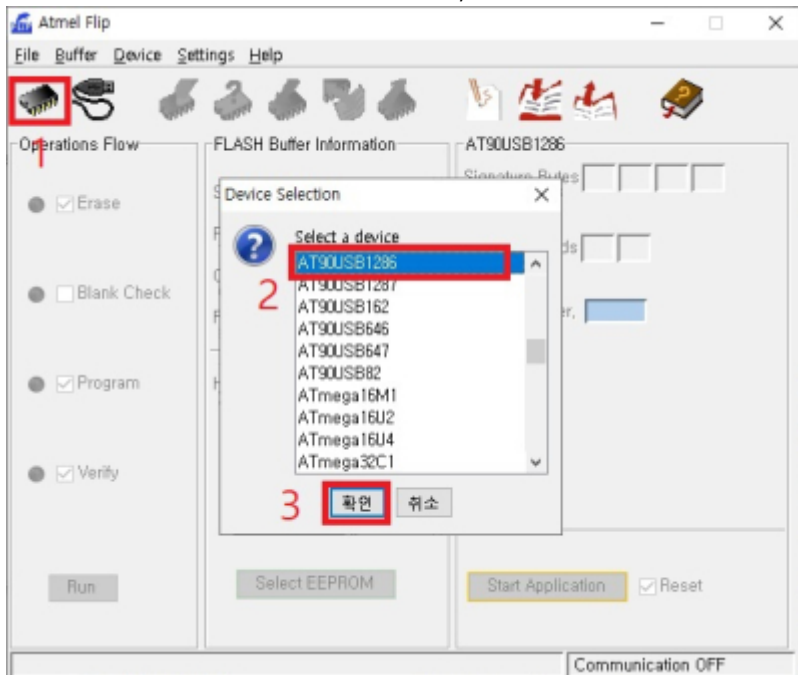 Atmel Flip
File Buffer Device Settings Help
1
Operations Flow
FLASH Buffer Information
AT90USB1286
Signature Bytes
Erase
Device Selection
Select a device
AT90USB1286
2
AT90USB1287
AT90USB162
Blank Check
AT90USB646
AT90USB647
AT90USB82
Program
ATmega16M1
ATmega16U2
ATmega16U4
ATmega32C1
Verify
3
확인 취소
Run
Select EEPROM
Start Application
Reset
Communication OFF